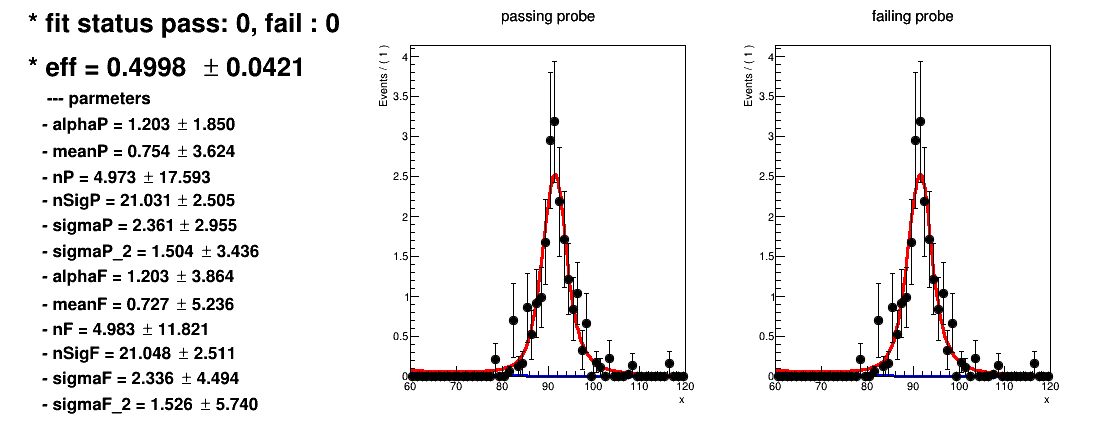 * fit status pass: 0, fail : 0
* eff = 0.4998 ± 0.0421
--- parmeters
- alphaP = 1.203 ± 1.850
- meanP = 0.754 ± 3.624
- nP = 4.973 ± 17.593
- nSigP = 21.031 ± 2.505
- sigmaP = 2.361 ± 2.955
- sigmaP_2 = 1.504 ± 3.436
- alphaF = 1.203 ± 3.864
- meanF = 0.727 ± 5.236
- nF = 4.983 ± 11.821
- nSigF = 21.048 ± 2.511
- sigmaF = 2.336 ± 4.494
- sigmaF_2 = 1.526 ± 5.740
passing probe
Events / ( 1 )
4
3.5
3
2.5
2
1.5
1
0.5
0
60 70 80 90 100 110 120
x
failing probe
Events / ( 1 )
4
3.5
3
2.5
2
1.5
1
0.5
0
60 70 80 90 100 110 120
x